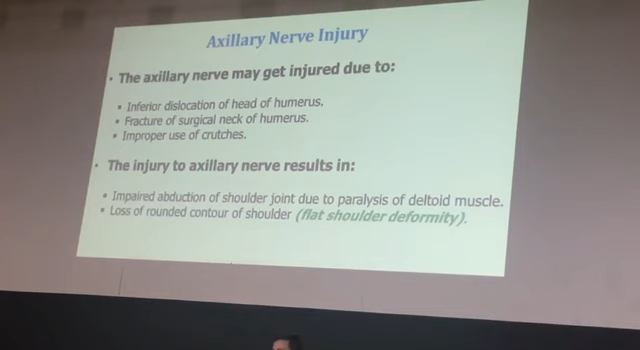 Axillary Nerve Injury
• The axillary nerve may get injured due to:
▪ Inferior dislocation of head of humerus.
▪ Fracture of surgical neck of humerus.
▪ Improper use of crutches.
• The injury to axillary nerve results in:
▪ Impaired abduction of shoulder joint due to paralysis of deltoid muscle.
▪ Loss of rounded contour of shoulder (flat shoulder deformity).